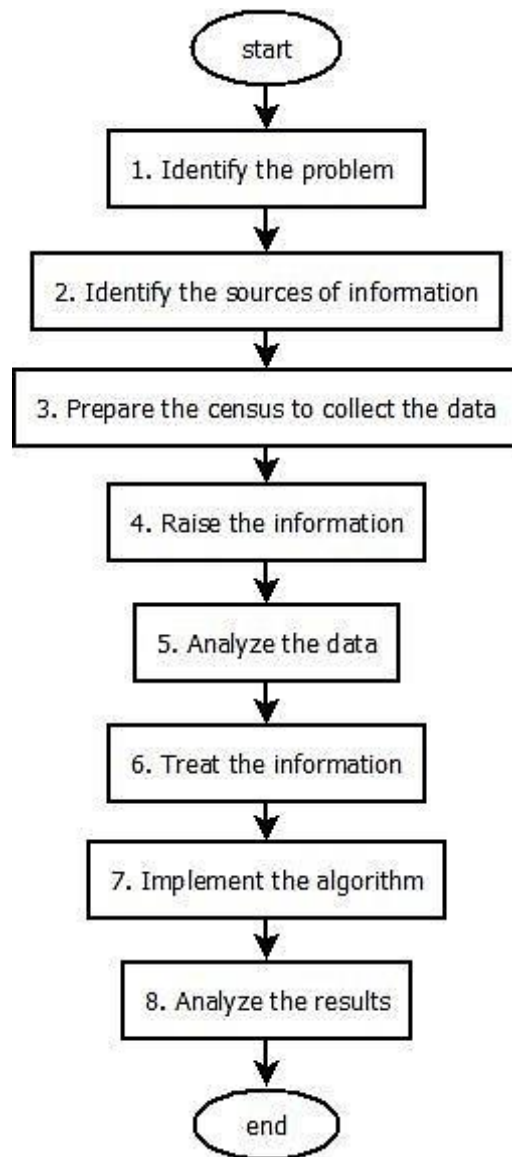 start
1. Identify the problem
2. Identify the sources of information
3. Prepare the census to collect the data
4. Raise the information
5. Analyze the data
6. Treat the information
7. Implement the algorithm
8. Analyze the results
end